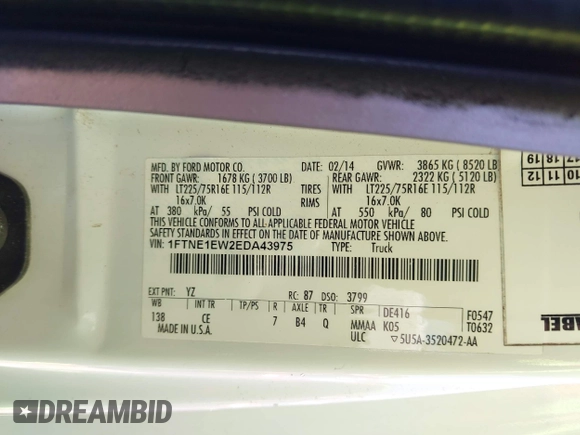 MFD. BY FORD MOTOR CO. DATE: 02/14 GVWR: 3865 KG ( 8520 LB)
FRONT GAWR: 1678 KG ( 3700 LB) REAR GAWR: 2322 KG ( 5120 LB)
WITH LT225/75R16E 115/112R TIRES WITH LT225/75R16E 115/112R
16x7.0K RIMS 16x7.0K
AT 380 kPa/ 55 PSI COLD AT 550 kPa/ 80 PSI COLD
THIS VEHICLE CONFORMS TO ALL APPLICABLE FEDERAL MOTOR VEHICLE
SAFETY STANDARDS IN EFFECT ON THE DATE OF MANUFACTURE SHOWN ABOVE.
VIN: 1FTNE1EW2EDA43975 TYPE: Truck
EXT PNT: YZ RC: 87 DSO: 3799
WB INT TR TP/PS R AXLE TR SPR DE416 F0547
138 CE 7 B4 Q MMAA K05 T0632
MADE IN U.S.A. ULC 5U5A-3520472-AA
17 18 19
10 11 12
LABEL
DREAMBID